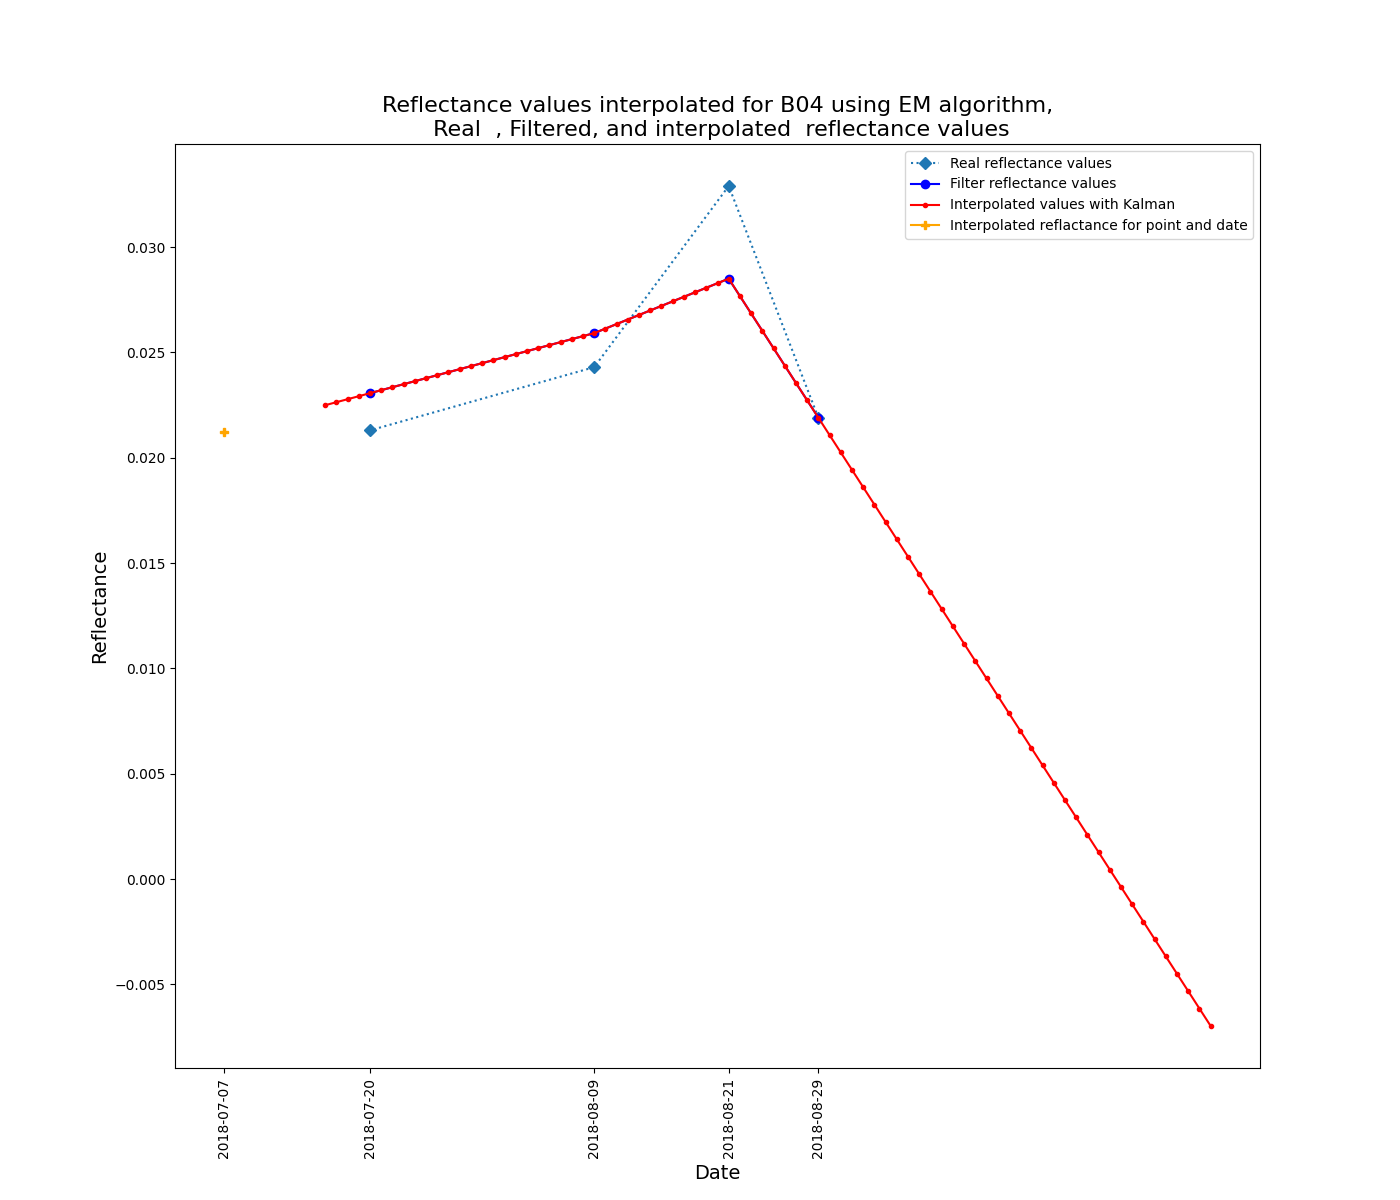 Reflectance values interpolated for B04 using EM algorithm,
Real , Filtered, and interpolated reflectance values
Real reflectance values
Filter reflectance values
Interpolated values with Kalman
Interpolated reflactance for point and date
0.030
0.025
0.020
0.015
0.010
0.005
0.000
−0.005
Reflectance
2018-07-07
2018-07-20
2018-08-09
2018-08-21
2018-08-29
Date